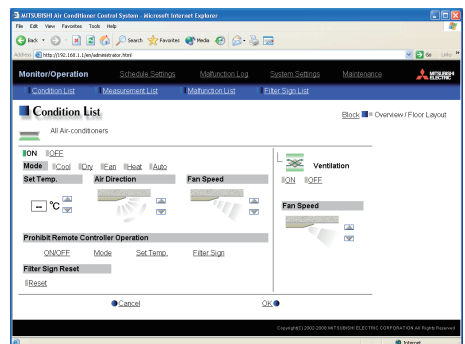 MITSUBISHI Air Conditioner Control System - Microsoft Internet Explorer
File Edit View Favorites Tools Help
Back Search Favorites Media
Address http://192.168.1.1/en/administrator.html Go Links »
Monitor/Operation Schedule Settings Malfunction Log System Settings Maintenance MITSUBISHI ELECTRIC
Condition List Measurement List Malfunction List Filter Sign List
Condition List
Block Overview / Floor Layout
All Air-conditioners
ON OFF
Mode Cool Dry Fan Heat Auto
Ventilation
Set Temp. Air Direction Fan Speed
ON OFF
-- °C
Fan Speed
Prohibit Remote Controller Operation
ON/OFF Mode Set Temp. Filter Sign
Filter Sign Reset
Reset
Cancel OK
Copyright(C) 2002,2006 MITSUBISHI ELECTRIC CORPORATION All Rights Reserved
Internet